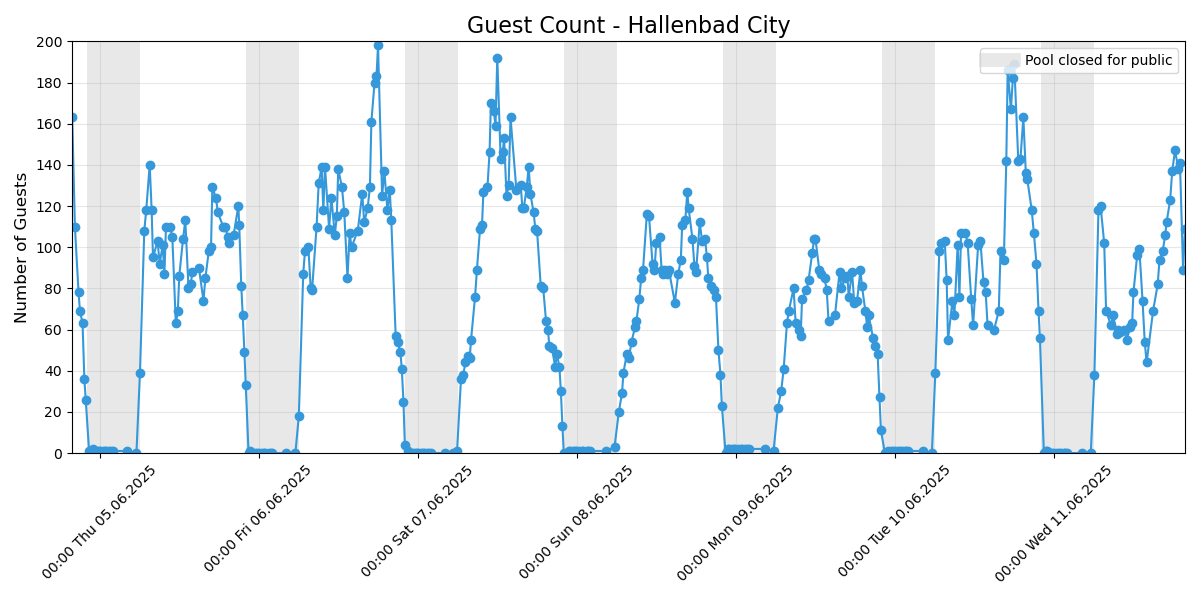 Guest Count - Hallenbad City
Pool closed for public
Number of Guests
200
180
160
140
120
100
80
60
40
20
0
00:00 Thu 05.06.2025
00:00 Fri 06.06.2025
00:00 Sat 07.06.2025
00:00 Sun 08.06.2025
00:00 Mon 09.06.2025
00:00 Tue 10.06.2025
00:00 Wed 11.06.2025